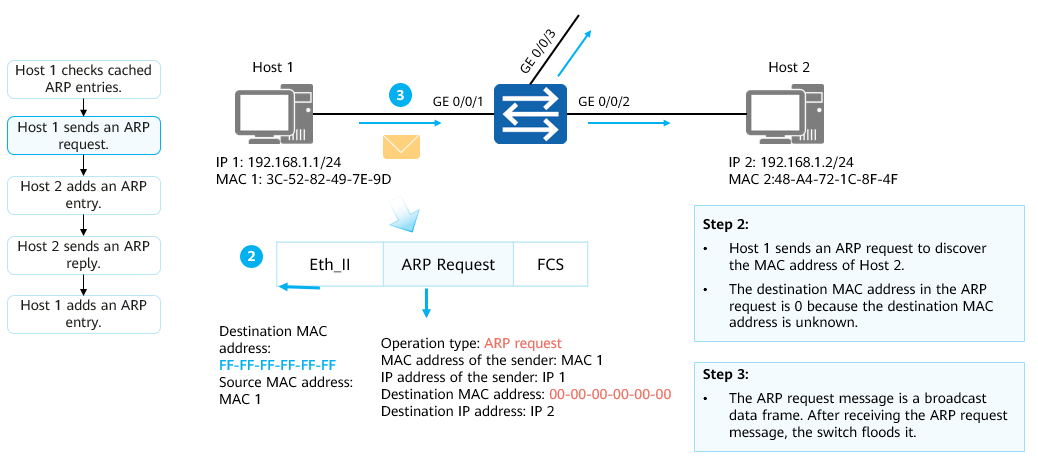 Host 1 checks cached
ARP entries.
Host 1 sends an ARP
request.
Host 2 adds an ARP
entry.
Host 2 sends an ARP
reply.
Host 1 adds an ARP
entry.
GE 0/0/3
Host 1
Host 2
3
GE 0/0/1
GE 0/0/2
IP 1: 192.168.1.1/24
MAC 1: 3C-52-82-49-7E-9D
IP 2: 192.168.1.2/24
MAC 2:48-A4-72-1C-8F-4F
2
Eth_II
ARP Request
FCS
Destination MAC
address:
FF-FF-FF-FF-FF-FF
Source MAC address:
MAC 1
Operation type: ARP request
MAC address of the sender: MAC 1
IP address of the sender: IP 1
Destination MAC address: 00-00-00-00-00-00
Destination IP address: IP 2
Step 2:
• Host 1 sends an ARP request to discover
the MAC address of Host 2.
• The destination MAC address in the ARP
request is 0 because the destination MAC
address is unknown.
Step 3:
• The ARP request message is a broadcast
data frame. After receiving the ARP request
message, the switch floods it.